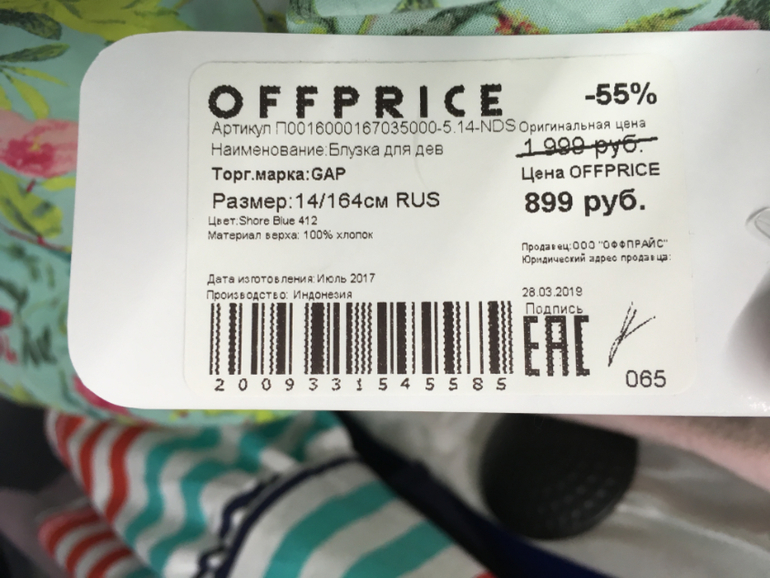 OFFPRICE
-55%
Артикул П0016000167035000-5.14-NDS
Оригинальная цена
1 999 руб.
Наименование:Блузка для дев
Торг.марка:GAP
Цена OFFPRICE
899 руб.
Размер:14/164см RUS
Цвет:Shore Blue 412
Материал верха: 100% хлопок
Продавец:ООО "ОФФПРАЙС"
Юридический адрес продавца:
Дата изготовления:Июль 2017
Производство: Индонезия
28.03.2019
Подпись
EAC
2009331545585
065